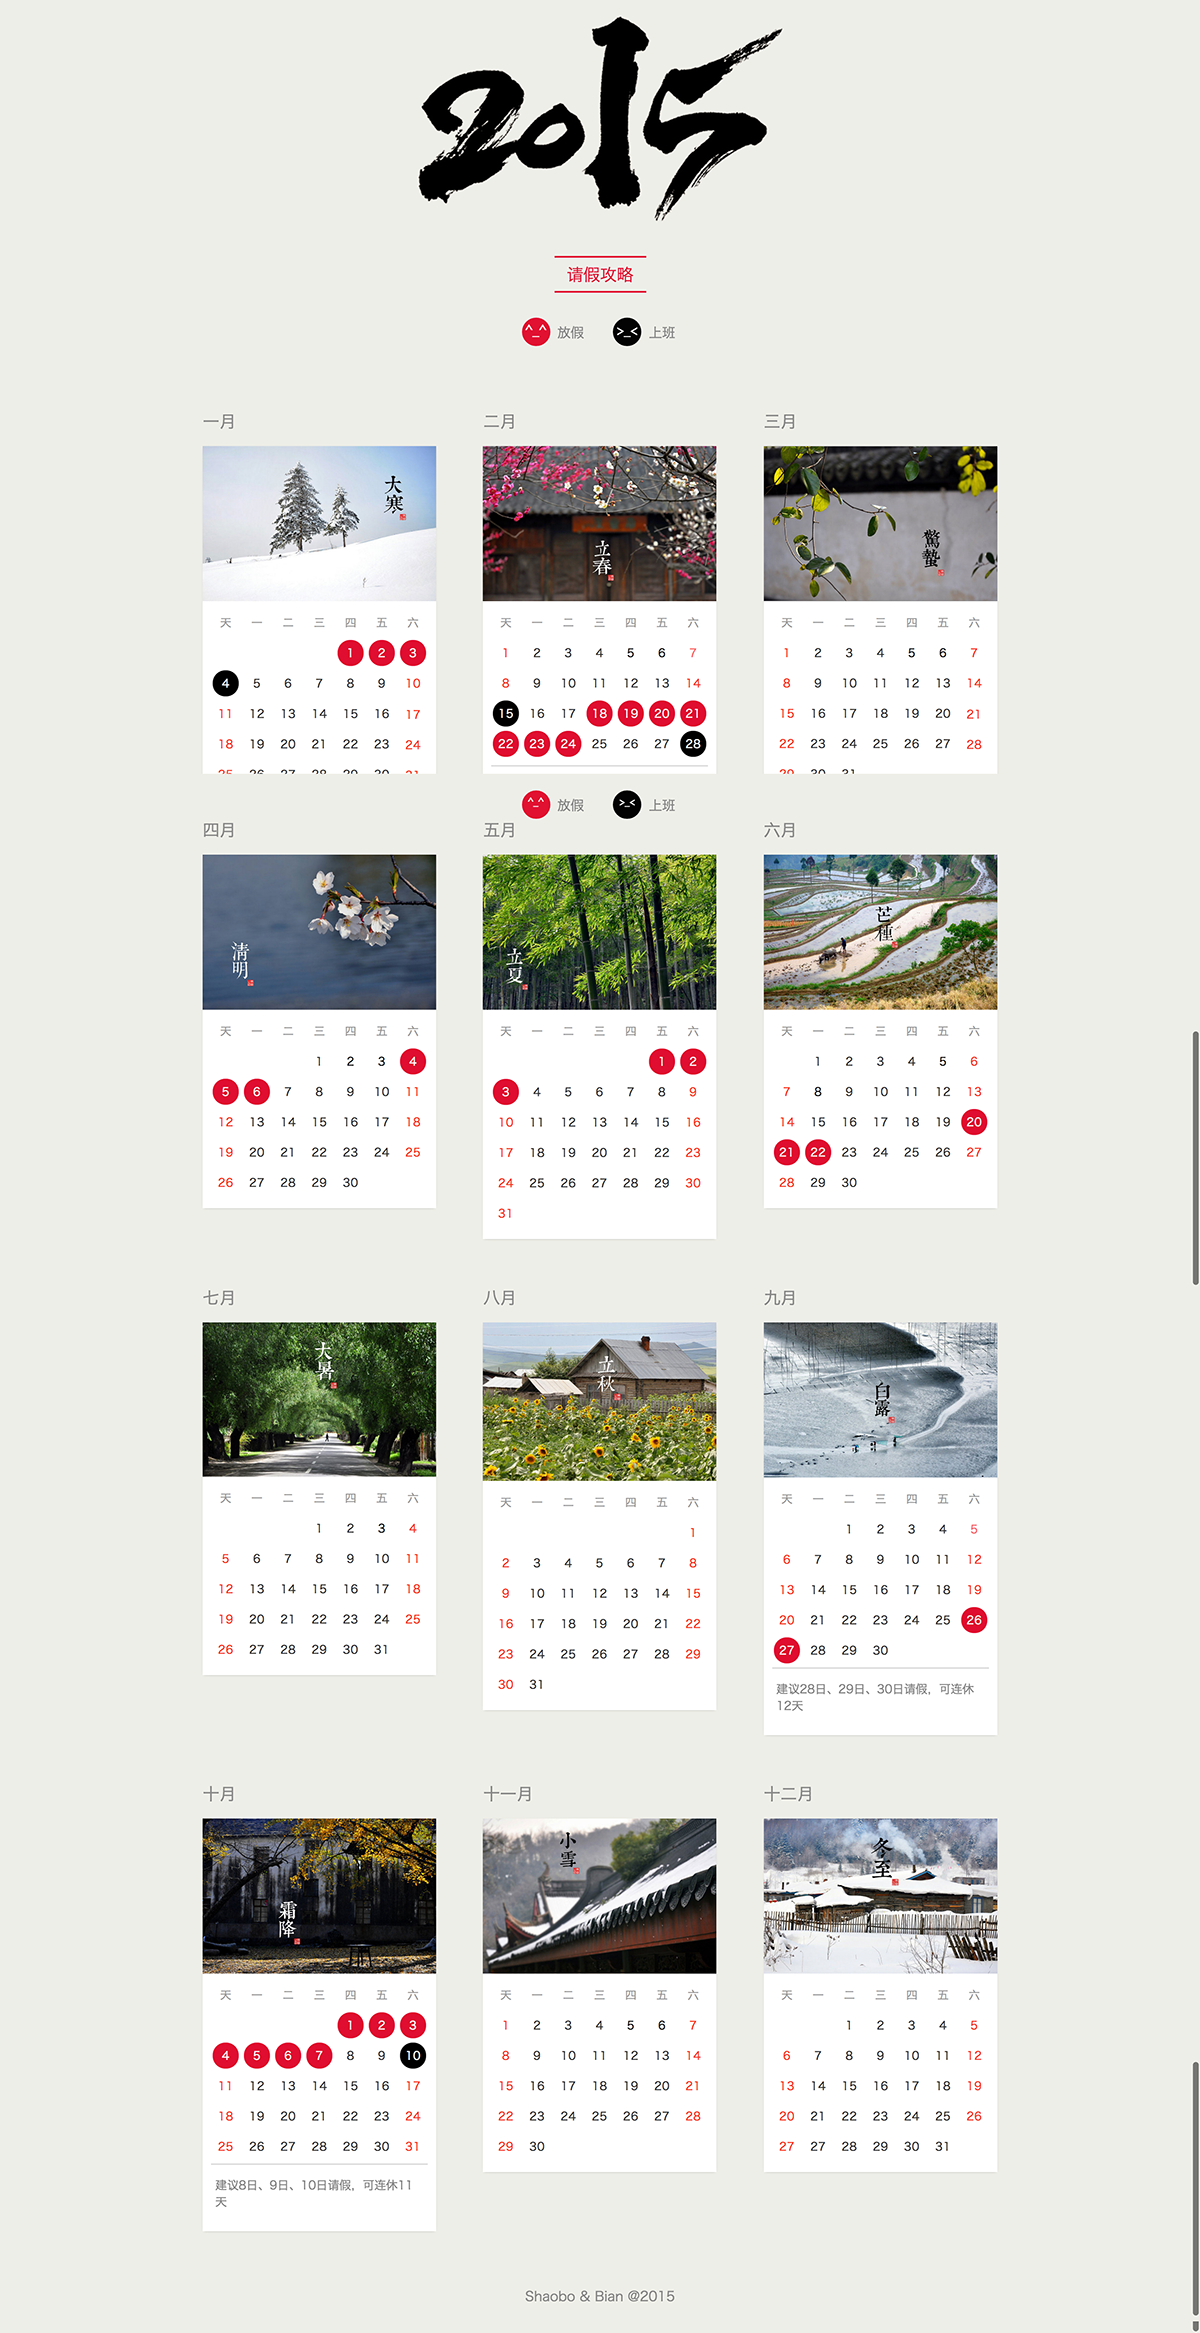 2015
请假攻略
^_^ 放假 >_< 上班
一月
大寒
天 一 二 三 四 五 六
1 2 3
4 5 6 7 8 9 10
11 12 13 14 15 16 17
18 19 20 21 22 23 24
25 26 27 28 29 30 31
二月
立春
天 一 二 三 四 五 六
1 2 3 4 5 6 7
8 9 10 11 12 13 14
15 16 17 18 19 20 21
22 23 24 25 26 27 28
三月
驚蟄
天 一 二 三 四 五 六
1 2 3 4 5 6 7
8 9 10 11 12 13 14
15 16 17 18 19 20 21
22 23 24 25 26 27 28
29 30 31
^_^ 放假 >_< 上班
四月
清明
天 一 二 三 四 五 六
1 2 3 4
5 6 7 8 9 10 11
12 13 14 15 16 17 18
19 20 21 22 23 24 25
26 27 28 29 30
五月
立夏
天 一 二 三 四 五 六
1 2
3 4 5 6 7 8 9
10 11 12 13 14 15 16
17 18 19 20 21 22 23
24 25 26 27 28 29 30
31
六月
芒種
天 一 二 三 四 五 六
1 2 3 4 5 6
7 8 9 10 11 12 13
14 15 16 17 18 19 20
21 22 23 24 25 26 27
28 29 30
七月
大暑
天 一 二 三 四 五 六
1 2 3 4
5 6 7 8 9 10 11
12 13 14 15 16 17 18
19 20 21 22 23 24 25
26 27 28 29 30 31
八月
立秋
天 一 二 三 四 五 六
1
2 3 4 5 6 7 8
9 10 11 12 13 14 15
16 17 18 19 20 21 22
23 24 25 26 27 28 29
30 31
九月
白露
天 一 二 三 四 五 六
1 2 3 4 5
6 7 8 9 10 11 12
13 14 15 16 17 18 19
20 21 22 23 24 25 26
27 28 29 30
建议28日、29日、30日请假，可连休
12天
十月
霜降
天 一 二 三 四 五 六
1 2 3
4 5 6 7 8 9 10
11 12 13 14 15 16 17
18 19 20 21 22 23 24
25 26 27 28 29 30 31
建议8日、9日、10日请假，可连休11
天
十一月
小雪
天 一 二 三 四 五 六
1 2 3 4 5 6 7
8 9 10 11 12 13 14
15 16 17 18 19 20 21
22 23 24 25 26 27 28
29 30
十二月
冬至
天 一 二 三 四 五 六
1 2 3 4 5
6 7 8 9 10 11 12
13 14 15 16 17 18 19
20 21 22 23 24 25 26
27 27 28 29 30 31
Shaobo & Bian @2015